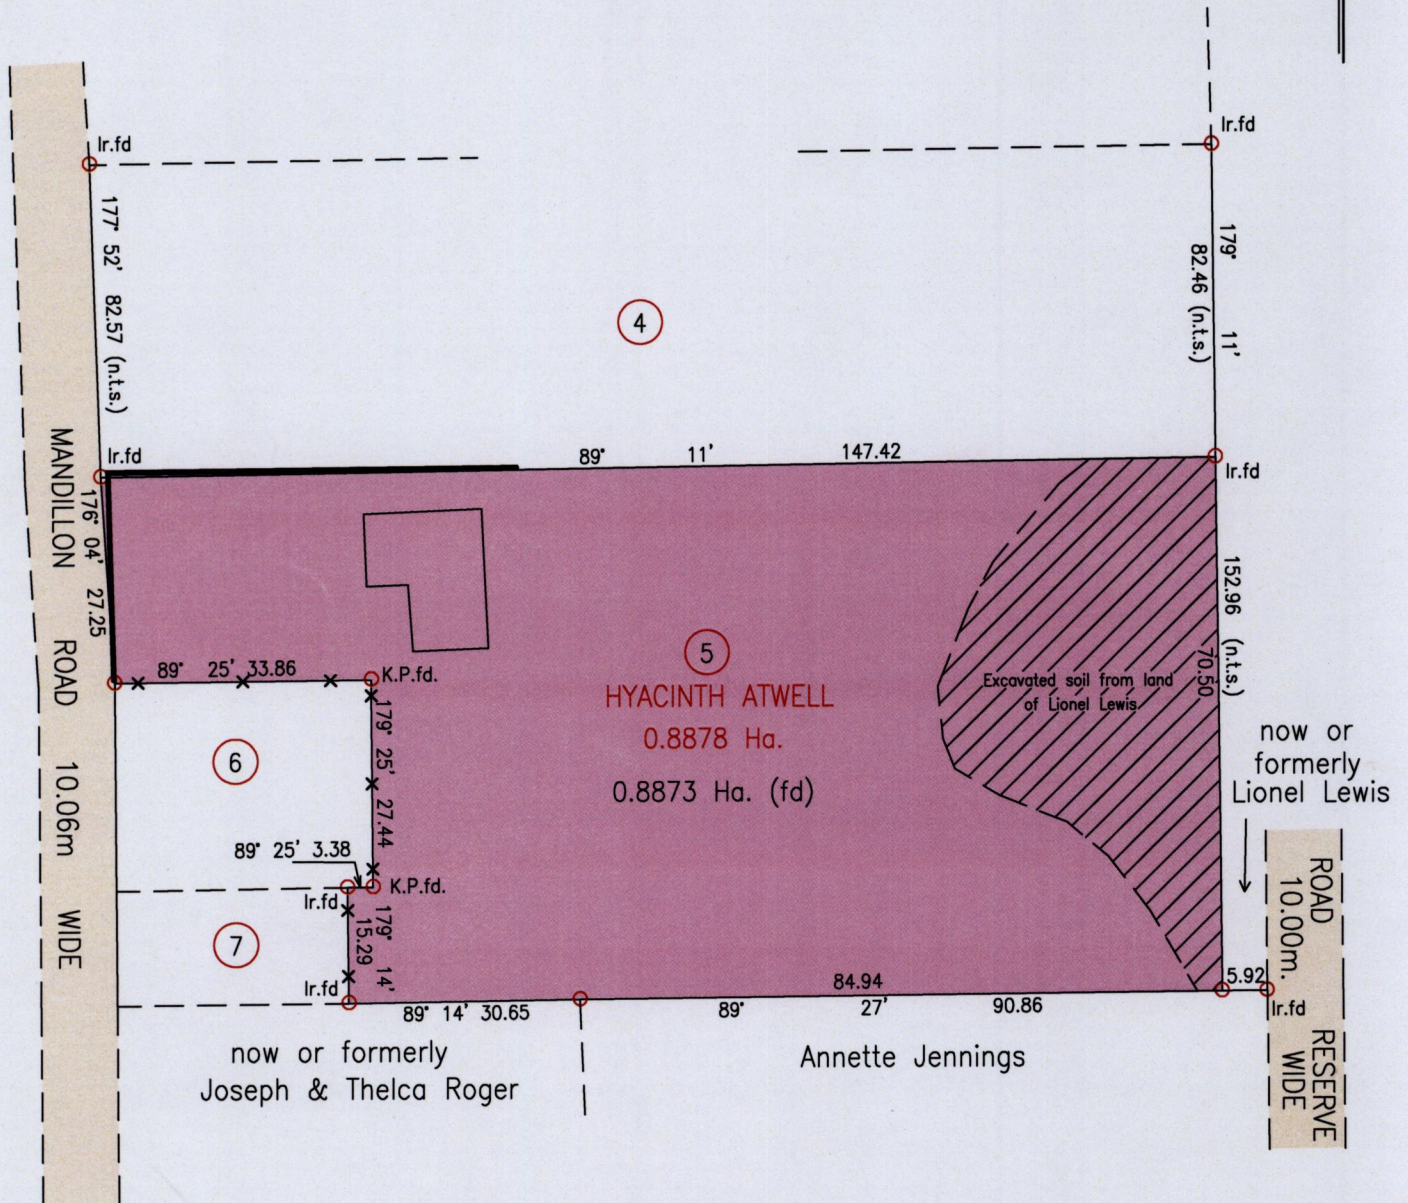 Ir.fd
Ir.fd
177° 52' 82.57 (n.t.s.)
179° 11'
82.46 (n.t.s.)
4
Ir.fd
89° 11' 147.42
Ir.fd
176° 04' 27.25
MANDILLON ROAD 10.06m WIDE
152.96 (n.t.s.)
70.50
89° 25' 33.86
K.P.fd.
5
HYACINTH ATWELL
0.8878 Ha.
0.8873 Ha. (fd)
Excavated soil from land
of Lionel Lewis
179° 25' 27.44
6
now or
formerly
Lionel Lewis
89° 25' 3.38
K.P.fd.
Ir.fd
179° 14'
15.29
7
Ir.fd
ROAD RESERVE
10.00m. WIDE
84.94
5.92
89° 14' 30.65
89° 27' 90.86
Ir.fd
now or formerly
Joseph & Thelca Roger
Annette Jennings